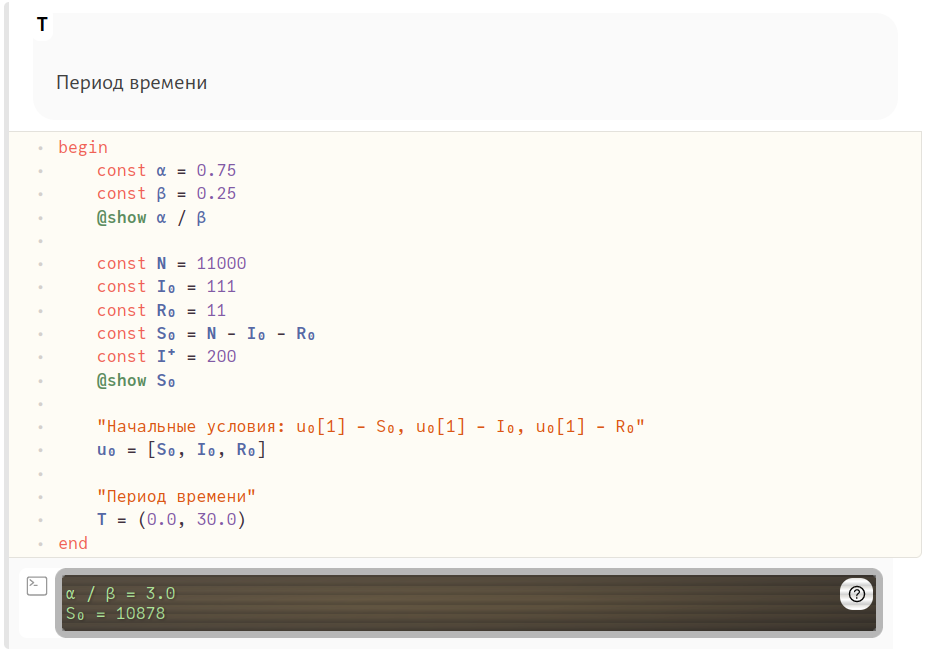 T
Период времени
begin
const α = 0.75
const β = 0.25
@show α / β
const N = 11000
const I₀ = 111
const R₀ = 11
const S₀ = N - I₀ - R₀
const I⁺ = 200
@show S₀
"Начальные условия: u₀[1] - S₀, u₀[1] - I₀, u₀[1] - R₀"
u₀ = [S₀, I₀, R₀]
"Период времени"
T = (0.0, 30.0)
end
α / β = 3.0
S₀ = 10878